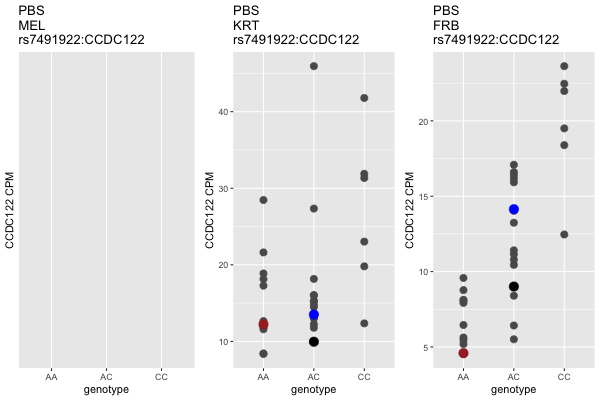 PBS
MEL
rs7491922:CCDC122
CCDC122 CPM
AA
AC
CC
genotype
PBS
KRT
rs7491922:CCDC122
CCDC122 CPM
40
30
20
10
AA
AC
CC
genotype
PBS
FRB
rs7491922:CCDC122
CCDC122 CPM
20
15
10
5
AA
AC
CC
genotype